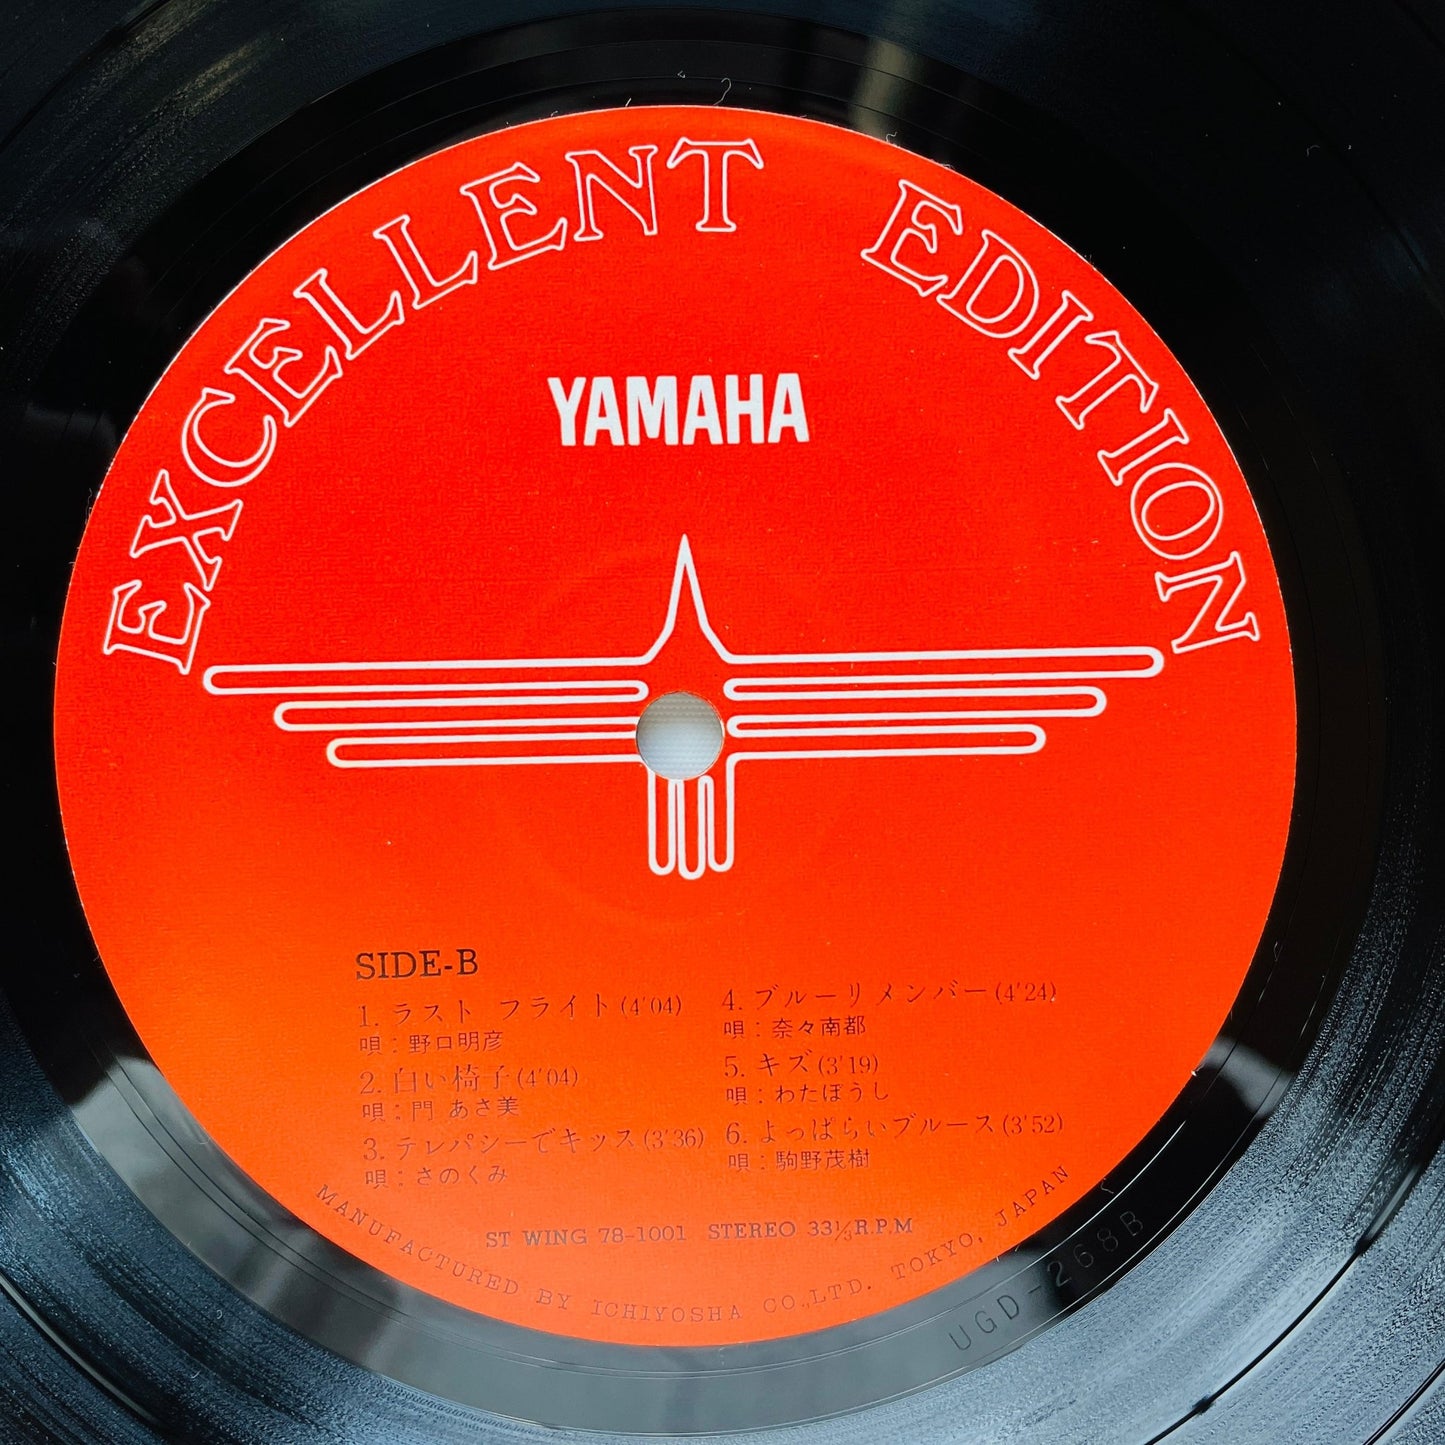 EXCELLENT EDITION
YAMAHA
SIDE-B
1. ラスト フライト(4'04)
唄：野口明彦
2. 白い椅子(4'04)
唄：門 あさ美
3. テレパシーでキッス(3'36)
唄：さのくみ
4. ブルーリメンバー(4'24)
唄：奈々南都
5. キズ(3'19)
唄：わたぼうし
6. よっぱらいブルース(3'52)
唄：駒野茂樹
ST WING 78-1001 STEREO 33⅓R.P.M
MANUFACTURED BY ICHIYOSHA CO.,LTD. TOKYO, JAPAN
UGD-268B